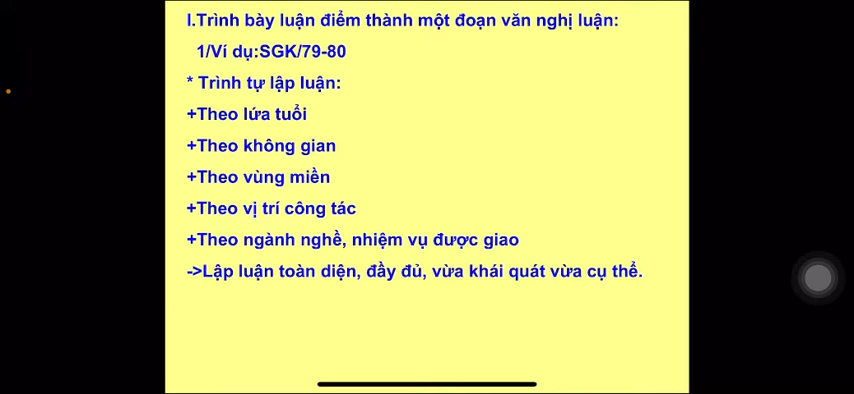 I.Trình bày luận điểm thành một đoạn văn nghị luận:
1/Ví dụ:SGK/79-80
* Trình tự lập luận:
+Theo lứa tuổi
+Theo không gian
+Theo vùng miền
+Theo vị trí công tác
+Theo ngành nghề, nhiệm vụ được giao
->Lập luận toàn diện, đầy đủ, vừa khái quát vừa cụ thể.